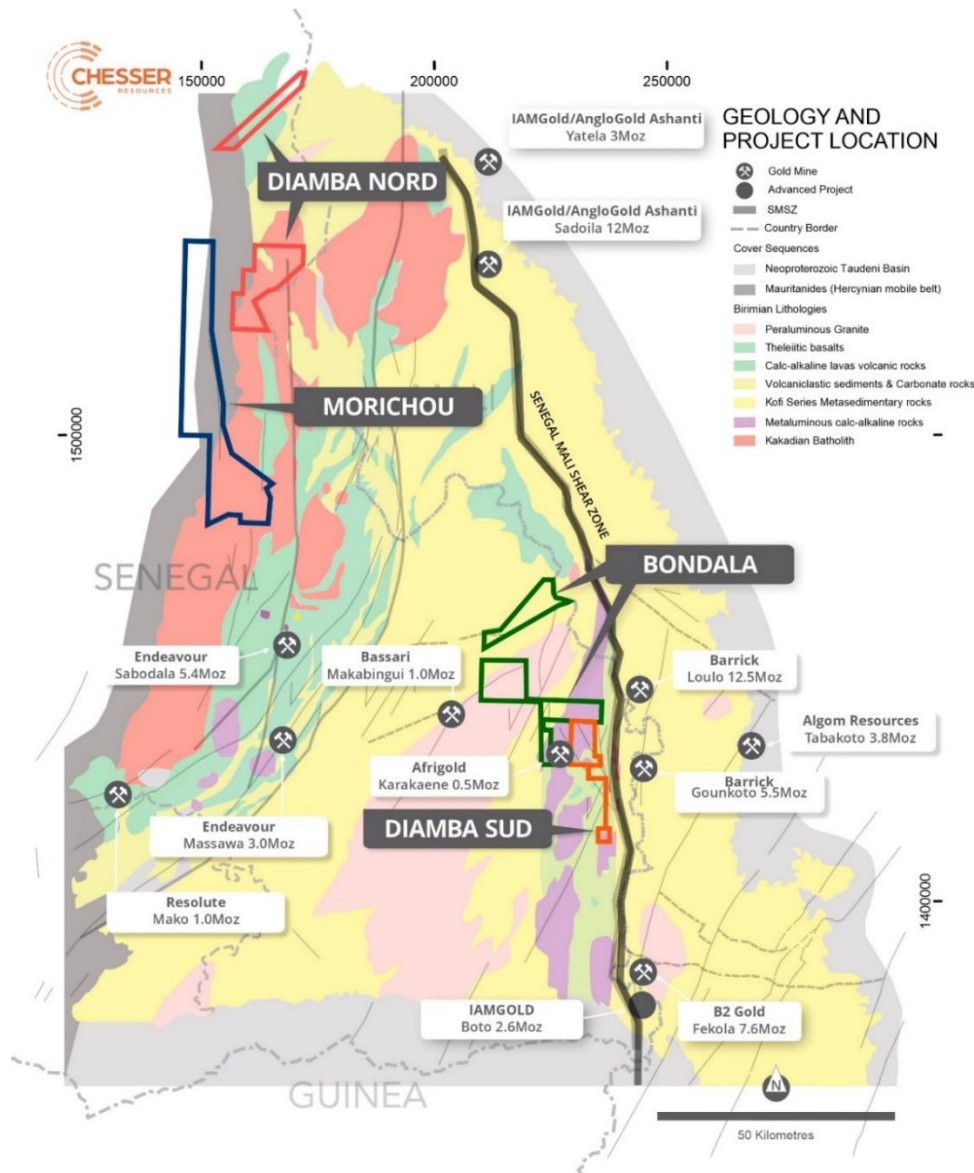 CHESSER
RESOURCES
150000
200000
250000
IAMGold/AngloGold Ashanti
Yatela 3Moz
GEOLOGY AND
PROJECT LOCATION
Gold Mine
Advanced Project
SMSZ
Country Border
Cover Sequences
Neoproterozoic Taudeni Basin
Mauritanides (Hercynian mobile belt)
Birimian Lithologies
Peraluminous Granite
Theleiitic basalts
Calc-alkaline lavas volcanic rocks
Volcaniclastic sediments & Carbonate rocks
Kofi Series Metasedimentary rocks
Metaluminous calc-alkaline rocks
Kakadian Batholith
DIAMBA NORD
IAMGold/AngloGold Ashanti
Sadoila 12Moz
MORICHOU
1500000
SENEGAL MALI SHEAR ZONE
BONDALA
SENEGAL
Endeavour
Sabodala 5.4Moz
Bassari
Makabingui 1.0Moz
Barrick
Loulo 12.5Moz
Algom Resources
Tabakoto 3.8Moz
Afrigold
Karakaene 0.5Moz
Barrick
Gounkoto 5.5Moz
Endeavour
Massawa 3.0Moz
DIAMBA SUD
Resolute
Mako 1.0Moz
1400000
IAMGOLD
Boto 2.6Moz
B2 Gold
Fekola 7.6Moz
GUINEA
N
50 Kilometres